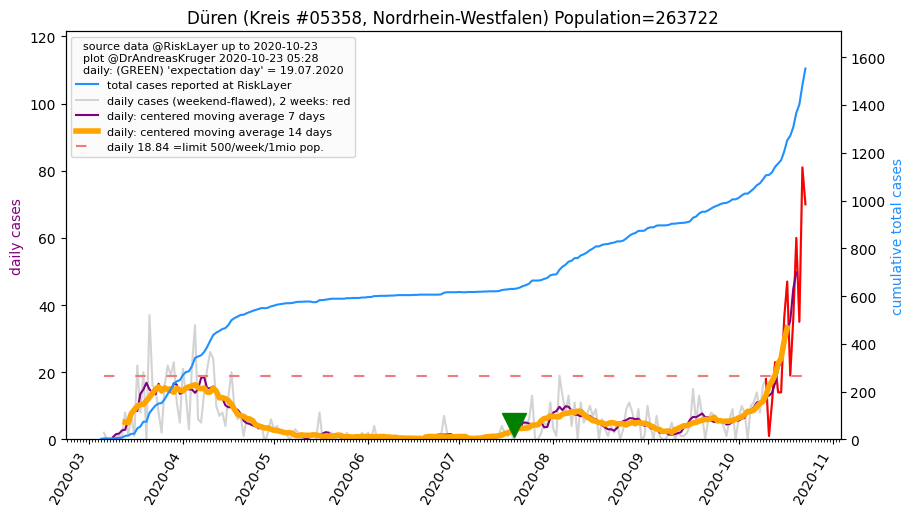 Düren (Kreis #05358, Nordrhein-Westfalen) Population=263722
source data @RiskLayer up to 2020-10-23
plot @DrAndreasKruger 2020-10-23 05:28
daily: (GREEN) 'expectation day' = 19.07.2020
total cases reported at RiskLayer
daily cases (weekend-flawed), 2 weeks: red
daily: centered moving average 7 days
daily: centered moving average 14 days
daily 18.84 =limit 500/week/1mio pop.
daily cases
120
100
80
60
40
20
0
cumulative total cases
1600
1400
1200
1000
800
600
400
200
0
2020-03
2020-04
2020-05
2020-06
2020-07
2020-08
2020-09
2020-10
2020-11